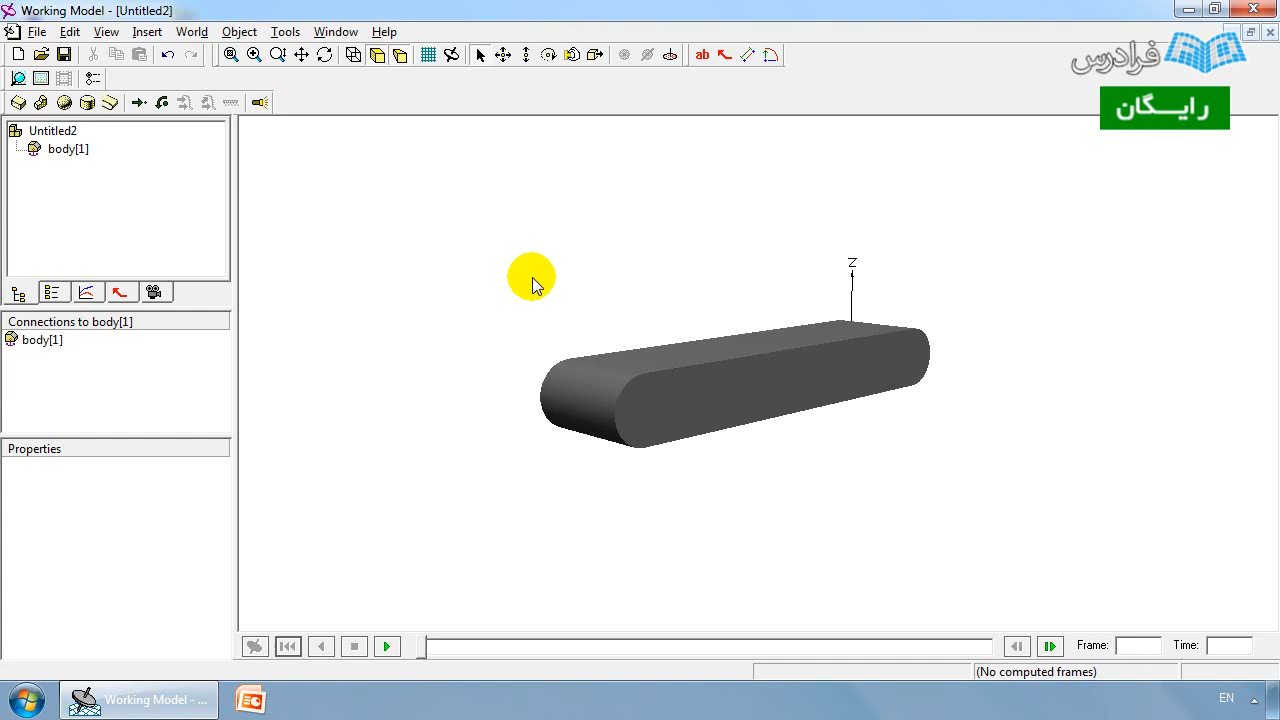 Working Model - [Untitled2]
File Edit View Insert World Object Tools Window Help
فرادرس
رایـــگان
ab
Untitled2
body[1]
Connections to body[1]
body[1]
Properties
Z
Frame:
Time:
(No computed frames)
Working Model - ...
EN